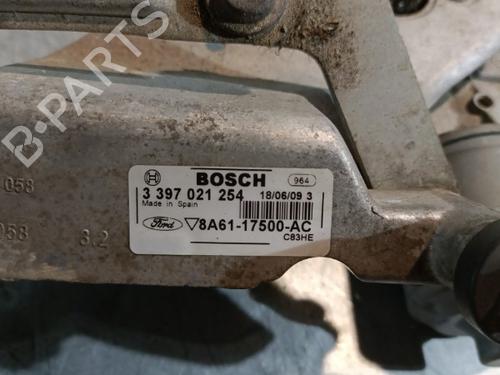 B-PARTS
BOSCH 964
3 397 021 254 18/06/09 3
Made in Spain
Ford 8A61-17500-AC
C83HE
058
058 3.2